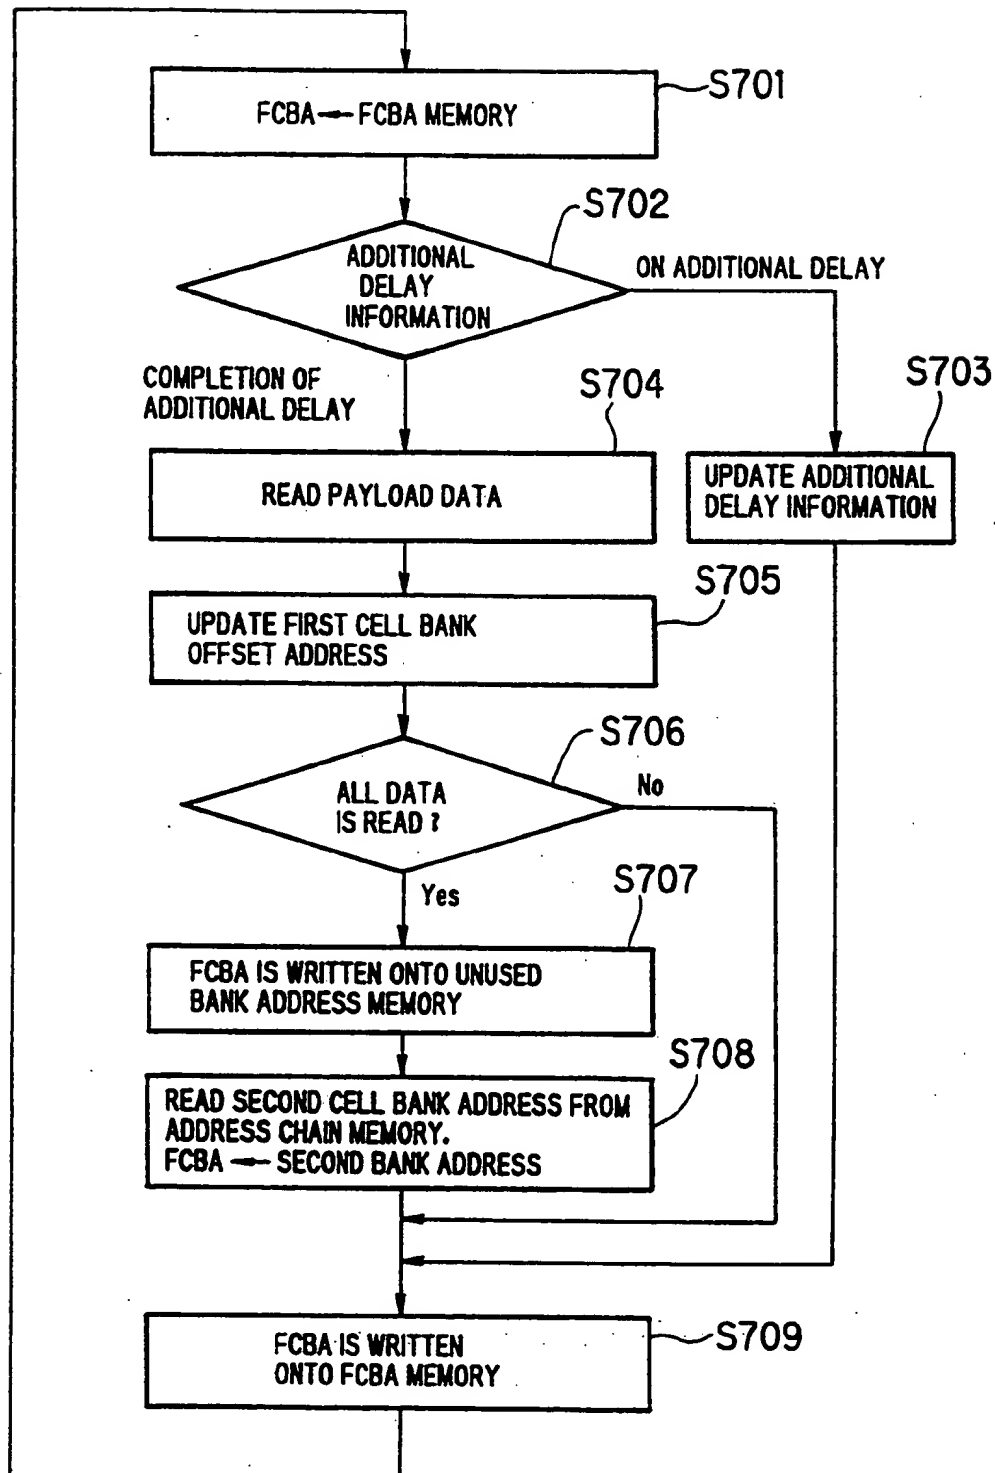 S701
FCBA ← FCBA MEMORY
S702
ADDITIONAL
DELAY
INFORMATION
ON ADDITIONAL DELAY
COMPLETION OF
ADDITIONAL DELAY
S704
S703
READ PAYLOAD DATA
UPDATE ADDITIONAL
DELAY INFORMATION
S705
UPDATE FIRST CELL BANK
OFFSET ADDRESS
S706
ALL DATA
IS READ ?
No
Yes
S707
FCBA IS WRITTEN ONTO UNUSED
BANK ADDRESS MEMORY
S708
READ SECOND CELL BANK ADDRESS FROM
ADDRESS CHAIN MEMORY.
FCBA ← SECOND BANK ADDRESS
S709
FCBA IS WRITTEN
ONTO FCBA MEMORY